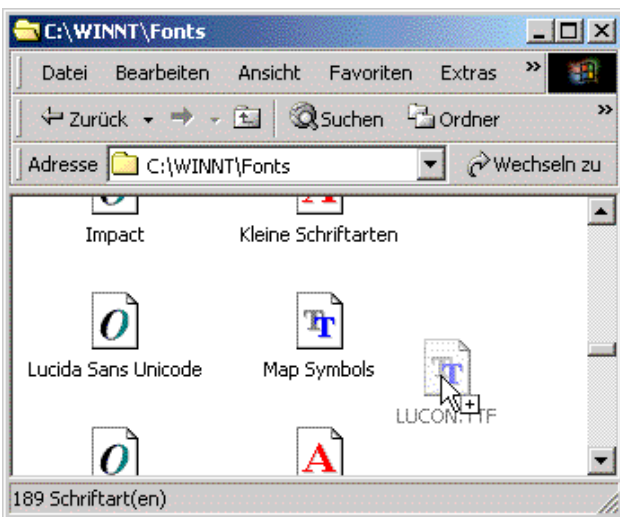 C:\WINNT\Fonts
Datei Bearbeiten Ansicht Favoriten Extras »
Zurück Suchen Ordner »
Adresse C:\WINNT\Fonts Wechseln zu
Impact Kleine Schriftarten
Lucida Sans Unicode Map Symbols
LUCON.TTF
189 Schriftart(en)